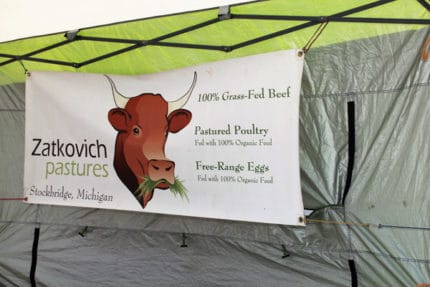 Zatkovich
pastures
Stockbridge, Michigan
100% Grass-Fed Beef
Pastured Poultry
Fed with 100% Organic Food
Free-Range Eggs
Fed with 100% Organic Food